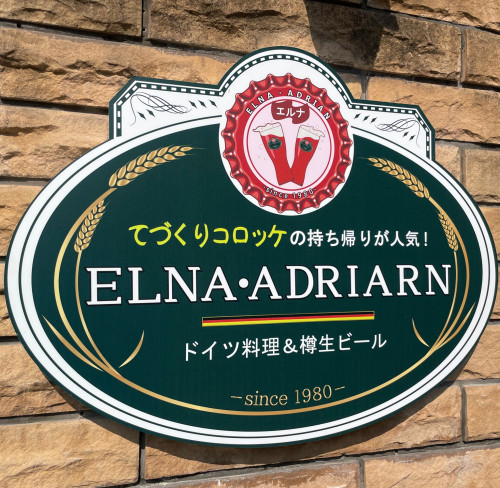 ELNA・ADRIAN
エルナ
since 1980
てづくりコロッケの持ち帰りが人気!
ELNA・ADRIARN
ドイツ料理&樽生ビール
－since 1980－